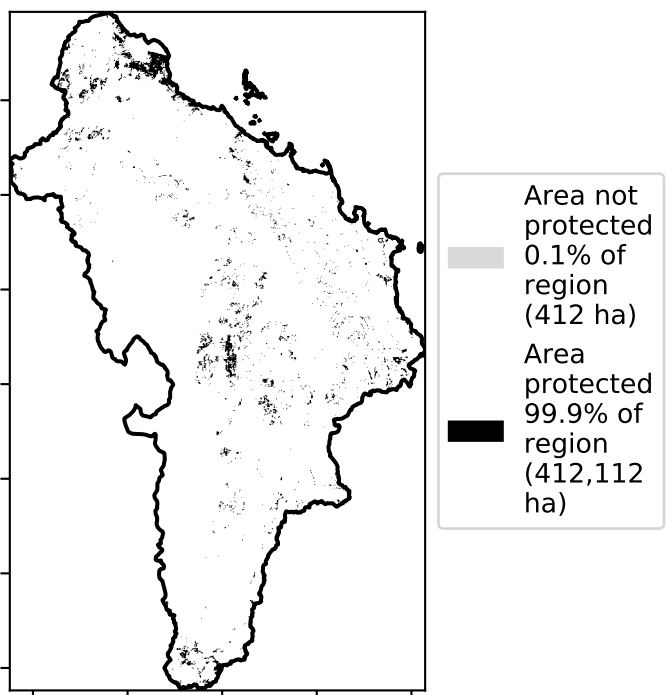 Area not
protected
0.1% of
region
(412 ha)
Area
protected
99.9% of
region
(412,112
ha)